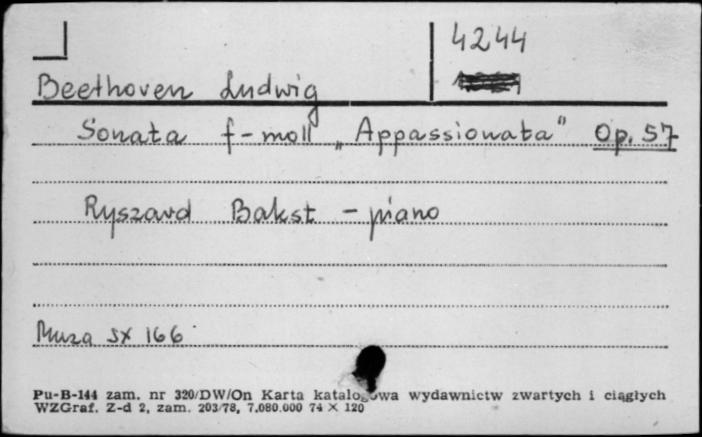 4244
Beethoven Ludwig
Sonata f-moll „Appassionata" Op. 57
Ryszard Bakst - piano
Muza SX 166
Pu-B-144 zam. nr 320/DW/On Karta katalogowa wydawnictw zwartych i ciągłych
WZGraf. Z-d 2, zam. 203/78, 7.080.000 74 X 120